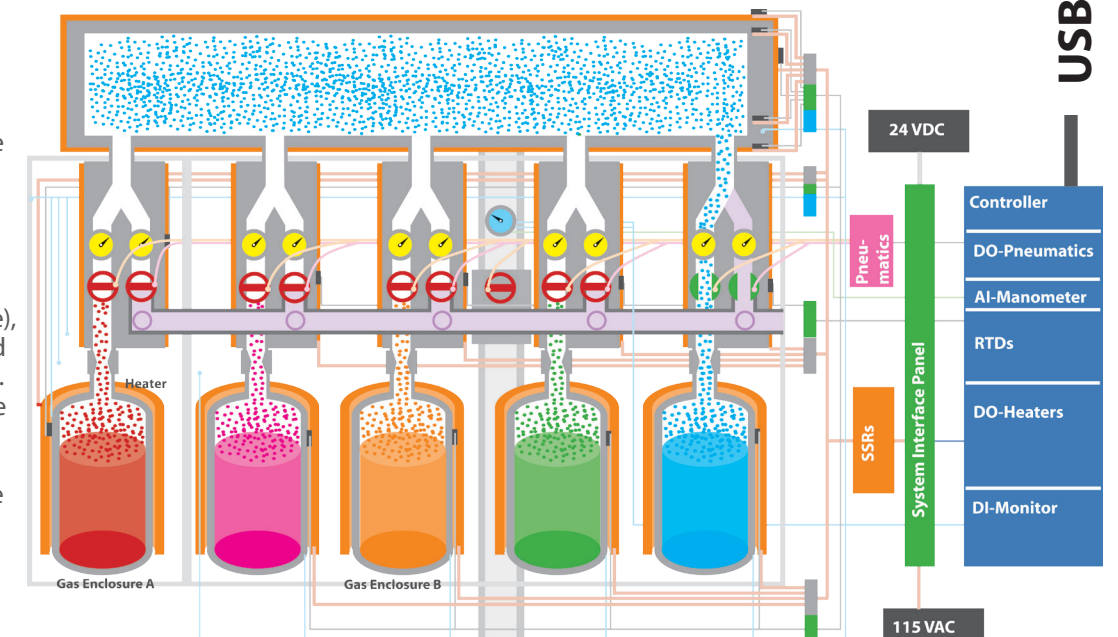 e
e),
d
.
e
e
Heater
Gas Enclosure A
Gas Enclosure B
Pneu-
matics
SSRs
24 VDC
System Interface Panel
115 VAC
USB
Controller
DO-Pneumatics
AI-Manometer
RTDs
DO-Heaters
DI-Monitor